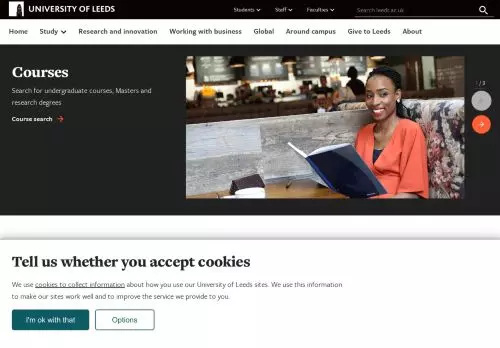 UNIVERSITY OF LEEDS
Students Staff Faculties Search leeds.ac.uk
Home Study Research and innovation Working with business Global Around campus Give to Leeds About
Courses
Search for undergraduate courses, Masters and
research degrees
Course search
Tell us whether you accept cookies
We use cookies to collect information about how you use our University of Leeds sites. We use this information
to make our sites work well and to improve the service we provide to you.
I'm ok with that Options